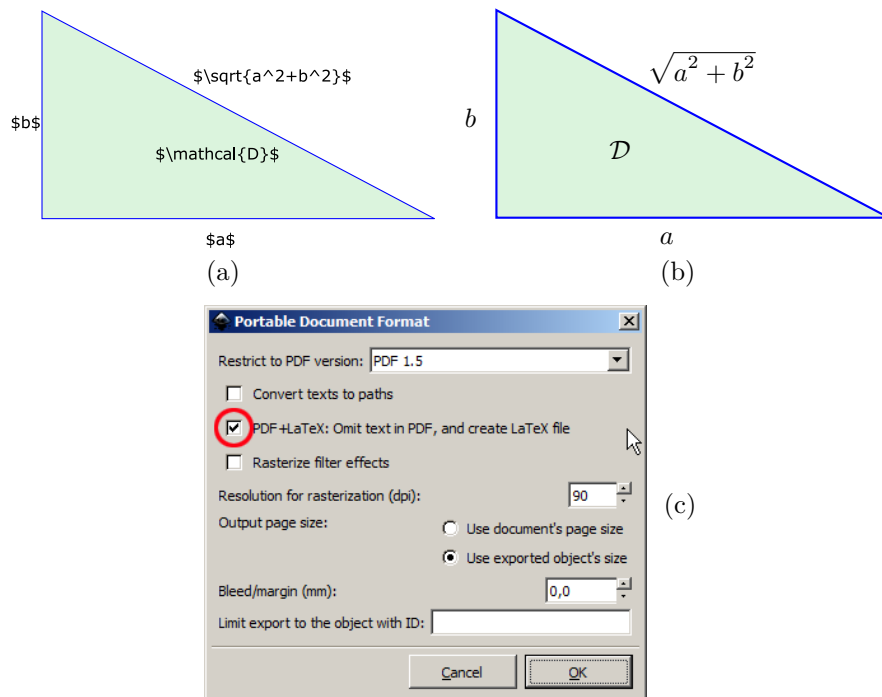 $\sqrt{a^2+b^2}$
$b$
$\mathcal{D}$
$a$
(a)
√a² + b²
b
𝒟
a
(b)
Portable Document Format
Restrict to PDF version: PDF 1.5
Convert texts to paths
PDF+LaTeX: Omit text in PDF, and create LaTeX file
Rasterize filter effects
Resolution for rasterization (dpi): 90
Output page size: Use document's page size
Use exported object's size
Bleed/margin (mm): 0,0
Limit export to the object with ID:
Cancel OK
(c)